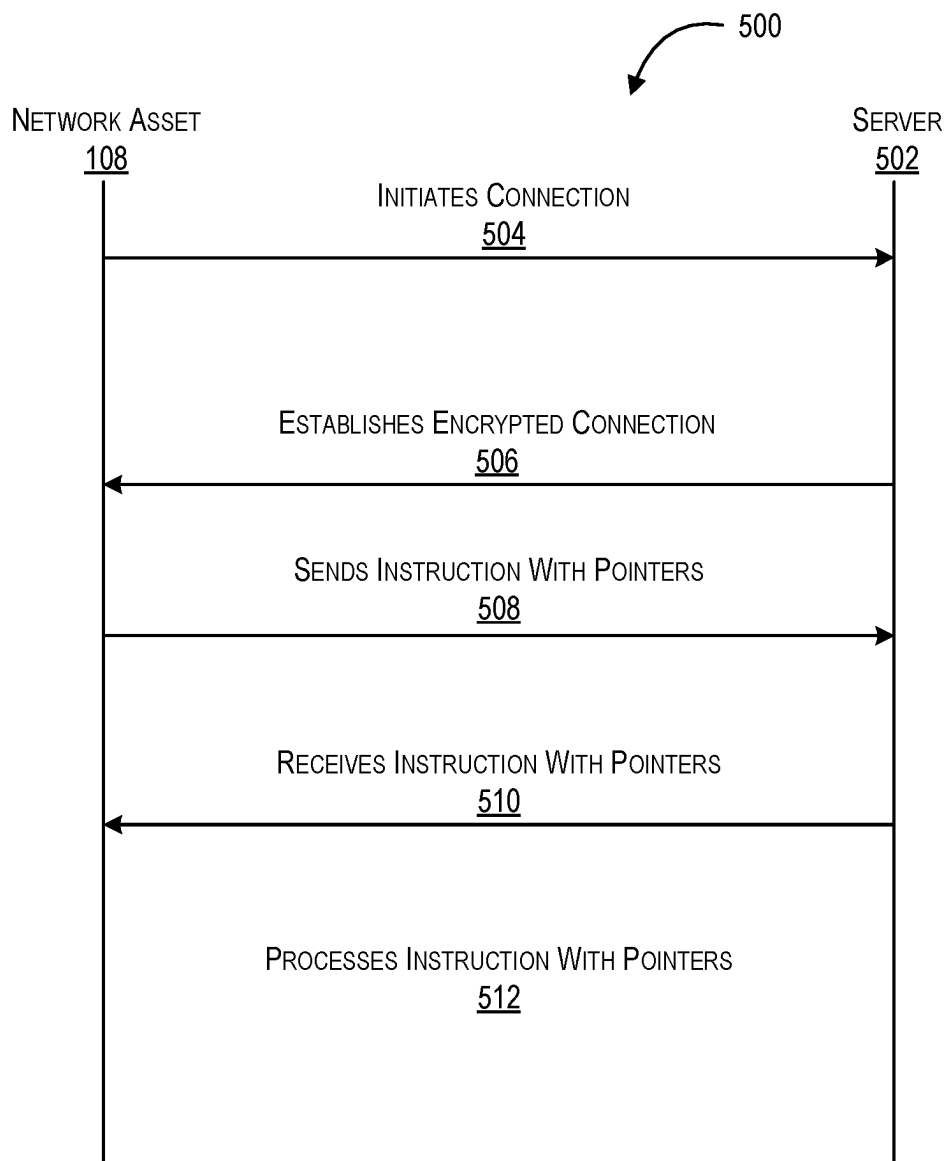 500
NETWORK ASSET
108
SERVER
502
INITIATES CONNECTION
504
ESTABLISHES ENCRYPTED CONNECTION
506
SENDS INSTRUCTION WITH POINTERS
508
RECEIVES INSTRUCTION WITH POINTERS
510
PROCESSES INSTRUCTION WITH POINTERS
512